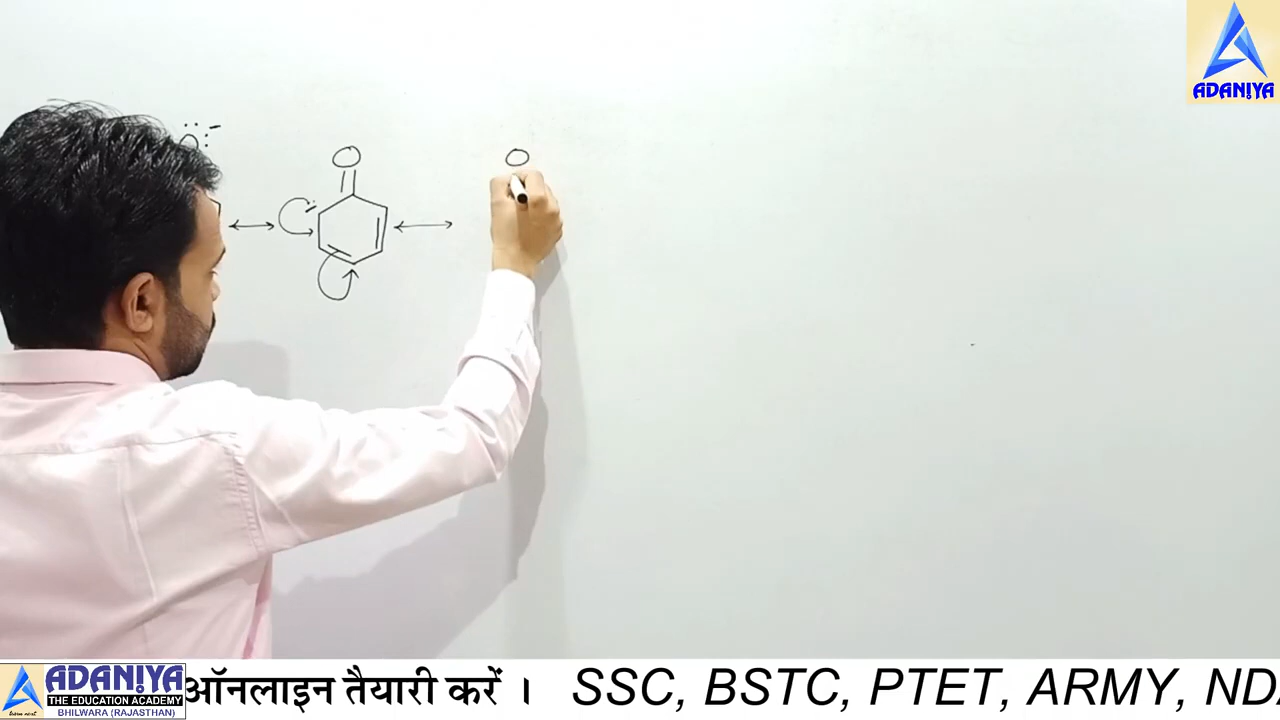 ADANIYA
O
O
O
ADANIYA
THE EDUCATION ACADEMY
BHILWARA (RAJASTHAN)
ऑनलाइन तैयारी करें । SSC, BSTC, PTET, ARMY, ND